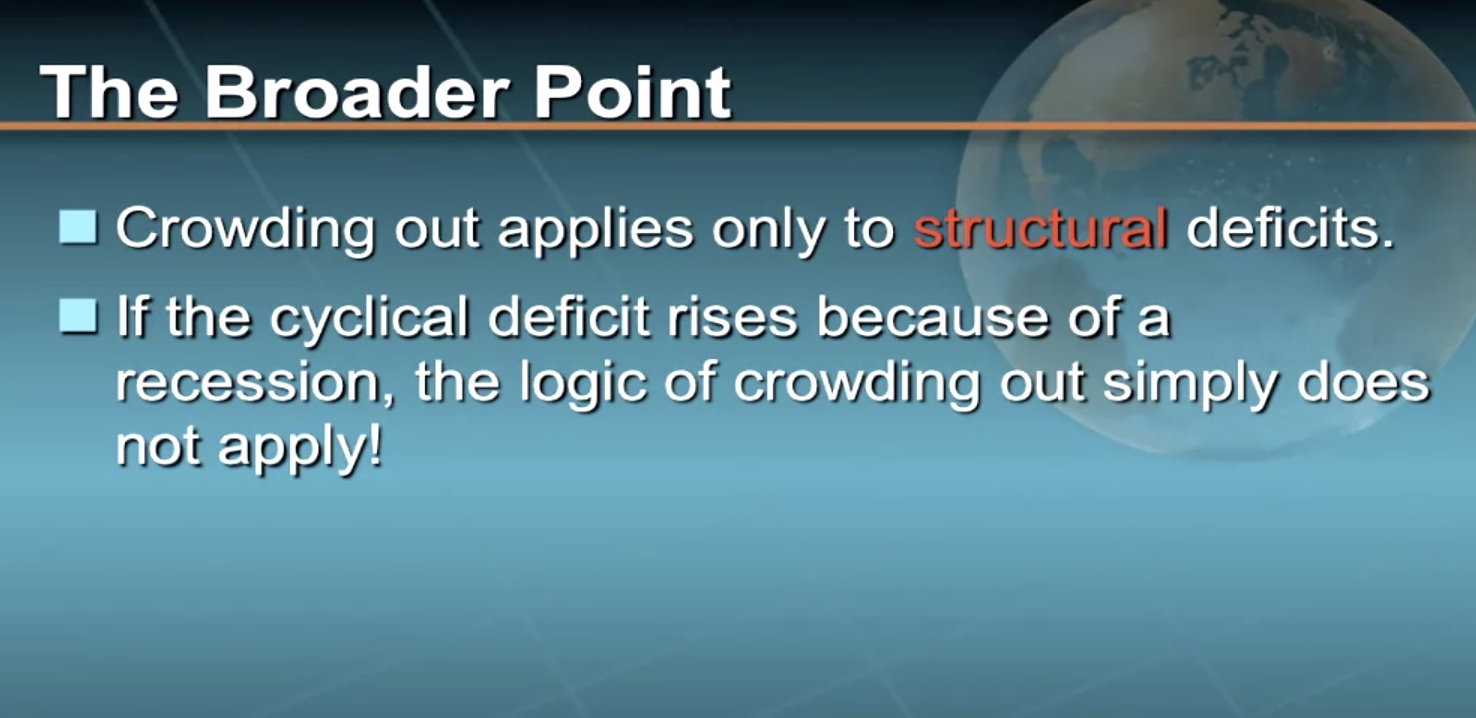 The Broader Point
Crowding out applies only to structural deficits.
If the cyclical deficit rises because of a
recession, the logic of crowding out simply does
not apply!